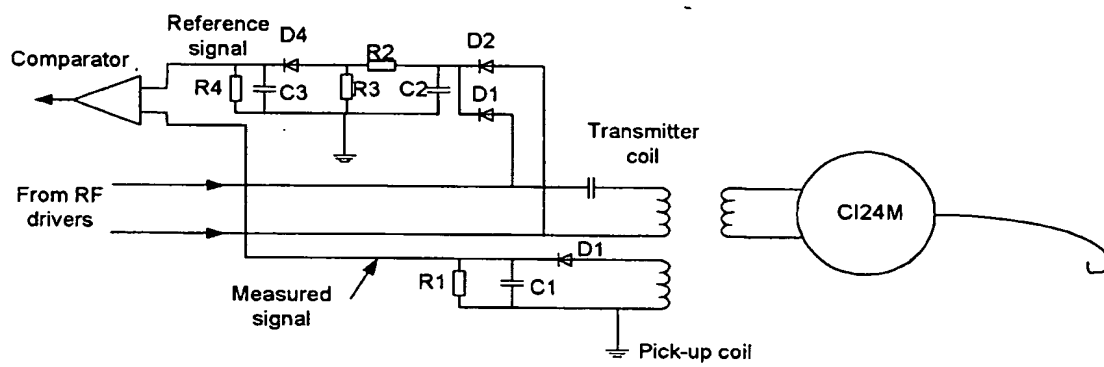 Reference
signal
D4
Comparator
R2
D2
R4
C3
R3
C2
D1
Transmitter
coil
From RF
drivers
CI24M
D1
R1
C1
Measured
signal
Pick-up coil